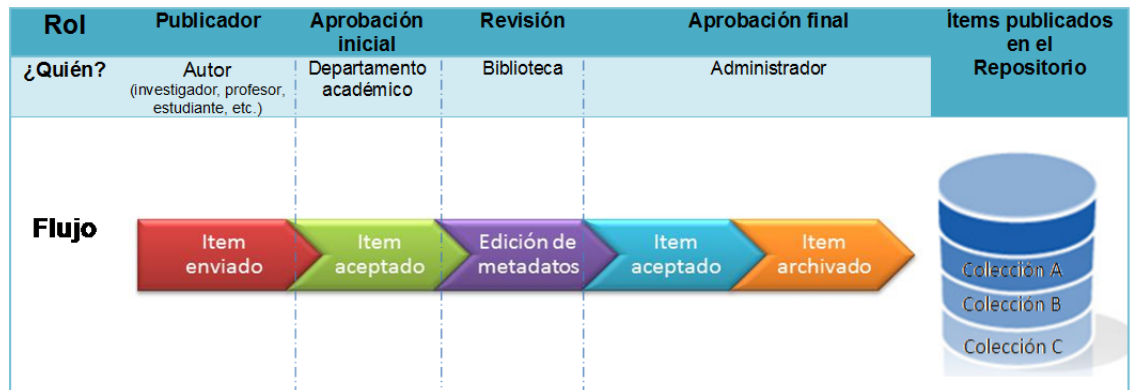 Rol
Publicador
Aprobación
inicial
Revisión
Aprobación final
Ítems publicados
en el
Repositorio
¿Quién?
Autor
(investigador, profesor,
estudiante, etc.)
Departamento
académico
Biblioteca
Administrador
Flujo
Item
enviado
Item
aceptado
Edición de
metadatos
Item
aceptado
Item
archivado
Colección A
Colección B
Colección C